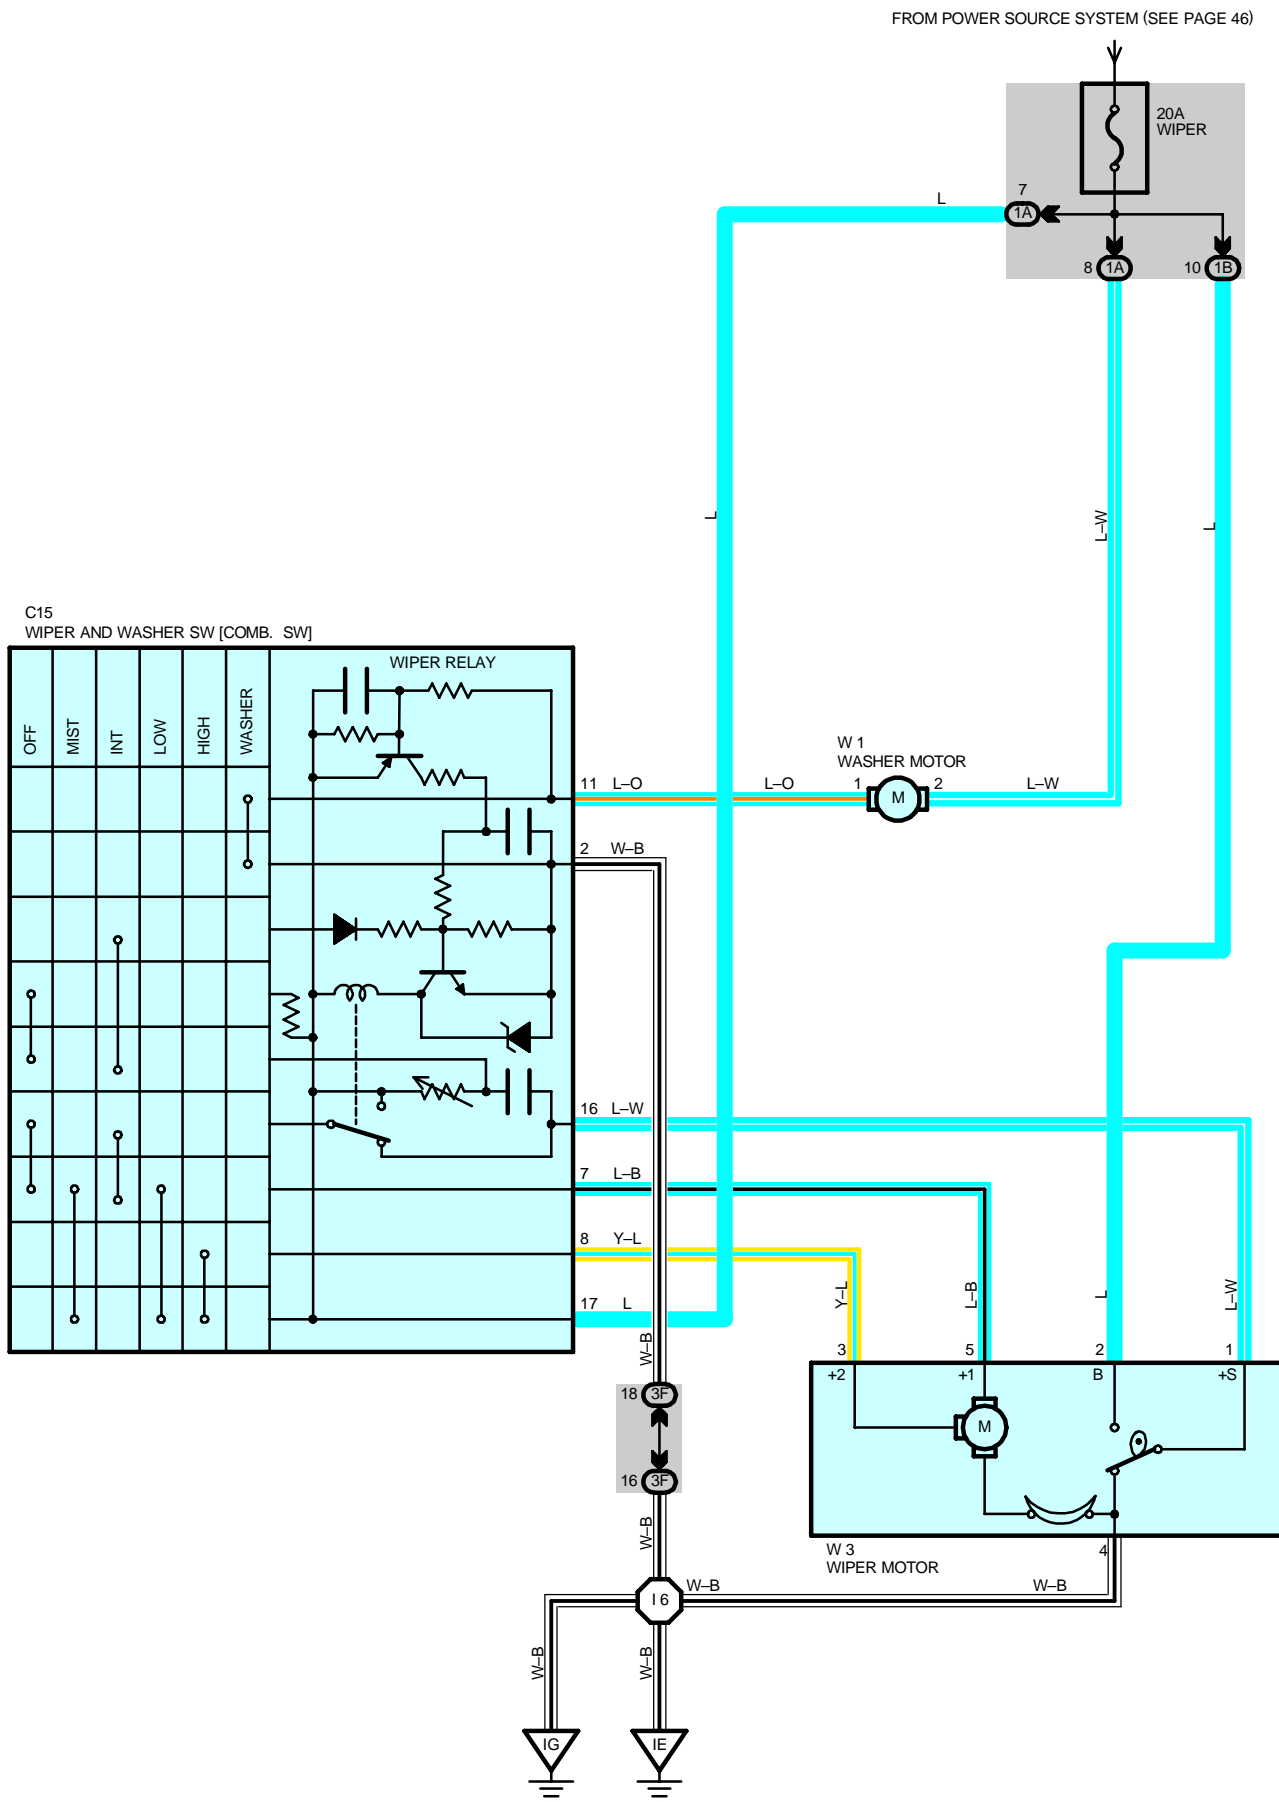 FROM POWER SOURCE SYSTEM (SEE PAGE 46)
20A
WIPER
7
L
1A
8
1A
10
1B
L
L–W
L
C15
WIPER AND WASHER SW [COMB. SW]
WIPER RELAY
OFF
MIST
INT
LOW
HIGH
WASHER
W 1
WASHER MOTOR
11
L–O
L–O
1
M
2
L–W
2
W–B
16
L–W
7
L–B
8
Y–L
17
L
Y–L
L–B
L
L–W
W–B
3
5
2
1
+2
+1
B
+S
18
3F
M
16
3F
W–B
W 3
WIPER MOTOR
4
I 6
W–B
W–B
W–B
W–B
IG
IE